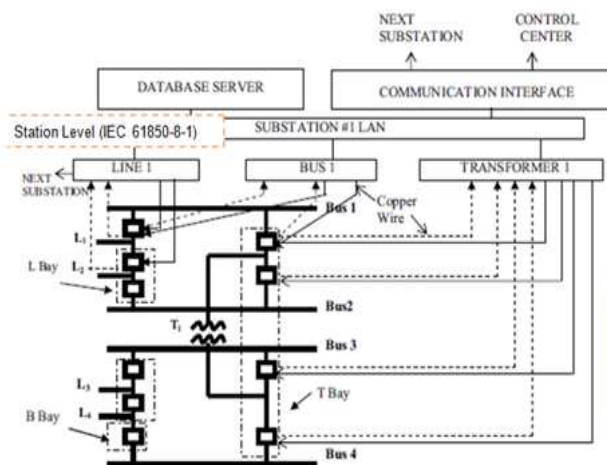 NEXT
SUBSTATION
CONTROL
CENTER
DATABASE SERVER
COMMUNICATION INTERFACE
Station Level (IEC 61850-8-1)
SUBSTATION #1 LAN
LINE 1
BUS 1
TRANSFORMER 1
NEXT
SUBSTATION
Bus 1
Copper
Wire
L₁
L₂
L Bay
Bus2
T₁
Bus 3
L₃
L₄
T Bay
B Bay
Bus 4